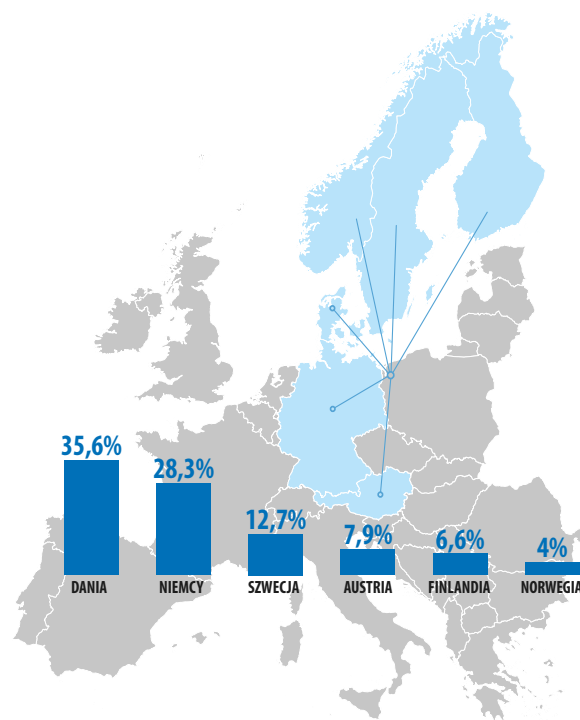 35,6%
28,3%
12,7%
7,9%
6,6%
4%
DANIA
NIEMCY
SZWECJA
AUSTRIA
FINLANDIA
NORWEGIA